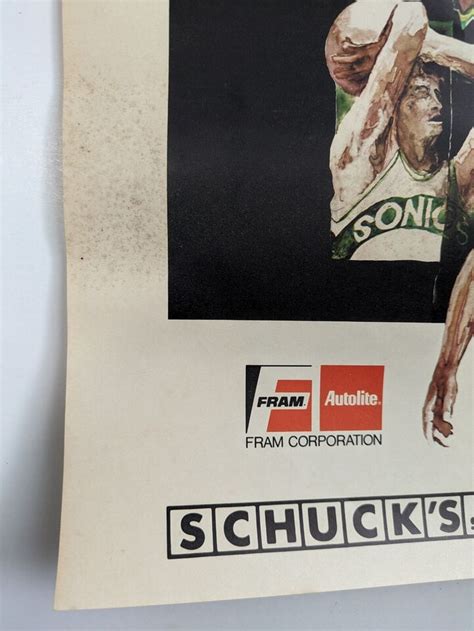 SONICS
FRAM®
Autolite®
FRAM CORPORATION
SCHUCK'S